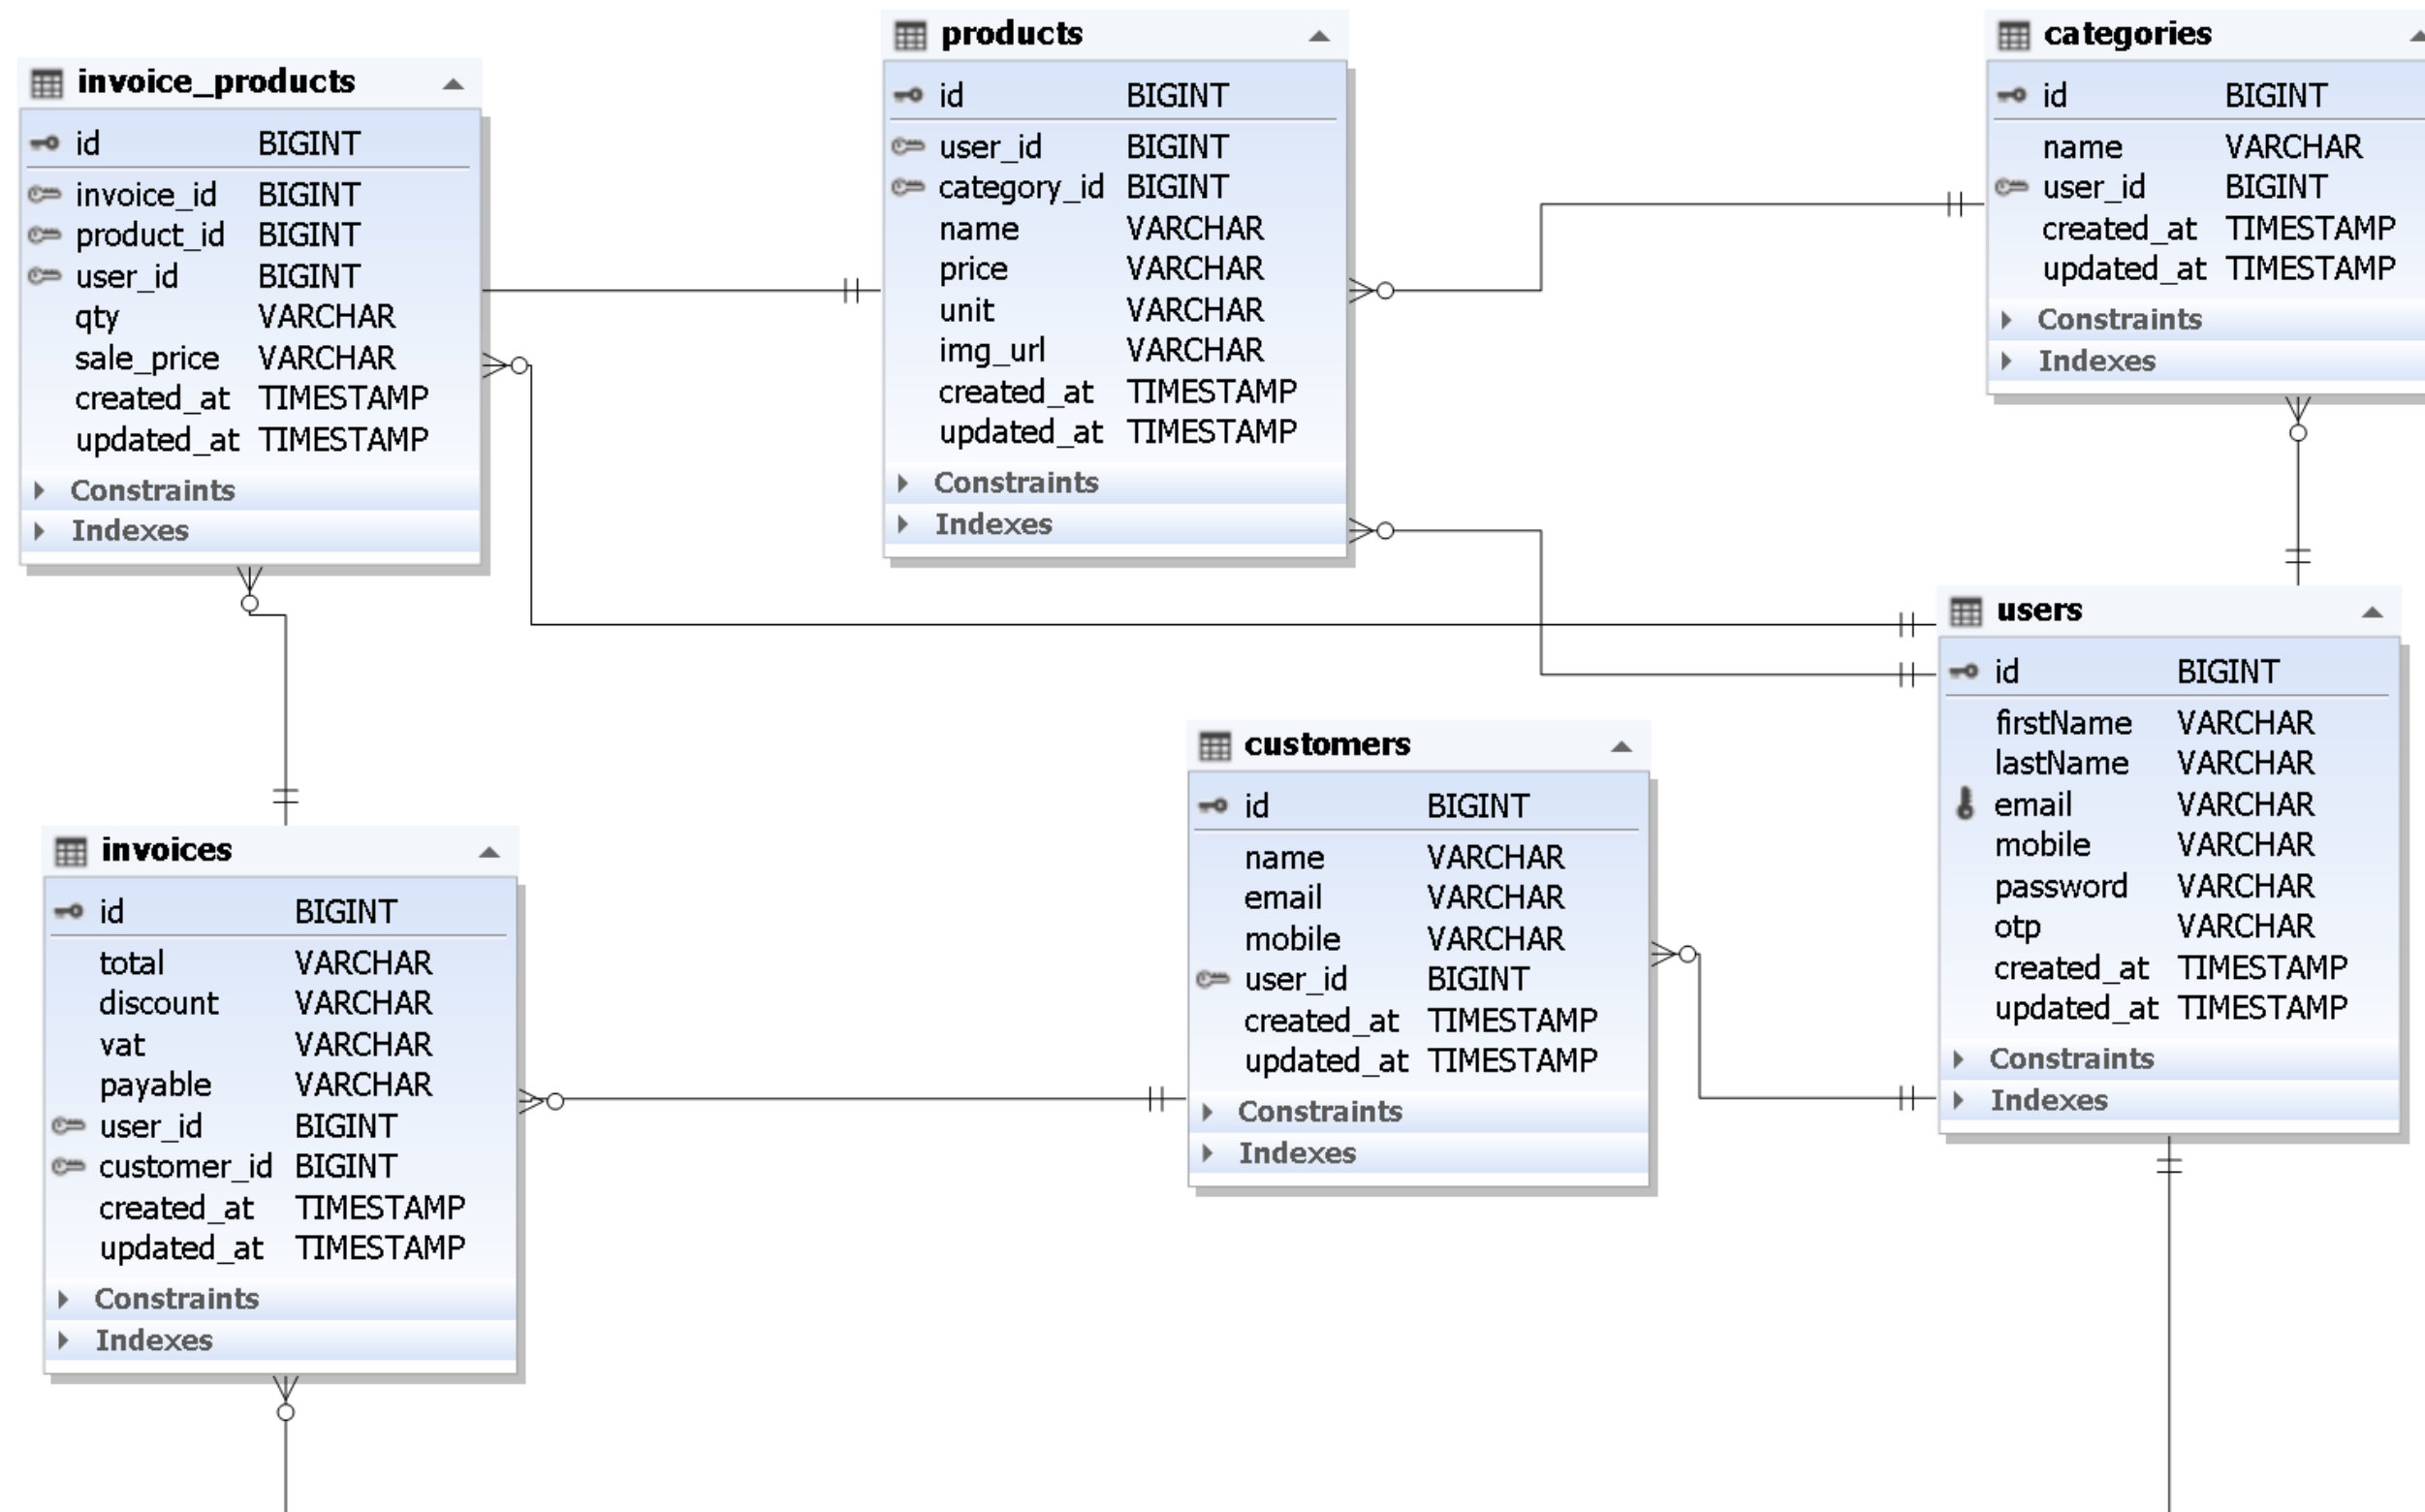 invoice_products
id BIGINT
invoice_id BIGINT
product_id BIGINT
user_id BIGINT
qty VARCHAR
sale_price VARCHAR
created_at TIMESTAMP
updated_at TIMESTAMP
Constraints
Indexes
products
id BIGINT
user_id BIGINT
category_id BIGINT
name VARCHAR
price VARCHAR
unit VARCHAR
img_url VARCHAR
created_at TIMESTAMP
updated_at TIMESTAMP
Constraints
Indexes
categories
id BIGINT
name VARCHAR
user_id BIGINT
created_at TIMESTAMP
updated_at TIMESTAMP
Constraints
Indexes
users
id BIGINT
firstName VARCHAR
lastName VARCHAR
email VARCHAR
mobile VARCHAR
password VARCHAR
otp VARCHAR
created_at TIMESTAMP
updated_at TIMESTAMP
Constraints
Indexes
customers
id BIGINT
name VARCHAR
email VARCHAR
mobile VARCHAR
user_id BIGINT
created_at TIMESTAMP
updated_at TIMESTAMP
Constraints
Indexes
invoices
id BIGINT
total VARCHAR
discount VARCHAR
vat VARCHAR
payable VARCHAR
user_id BIGINT
customer_id BIGINT
created_at TIMESTAMP
updated_at TIMESTAMP
Constraints
Indexes